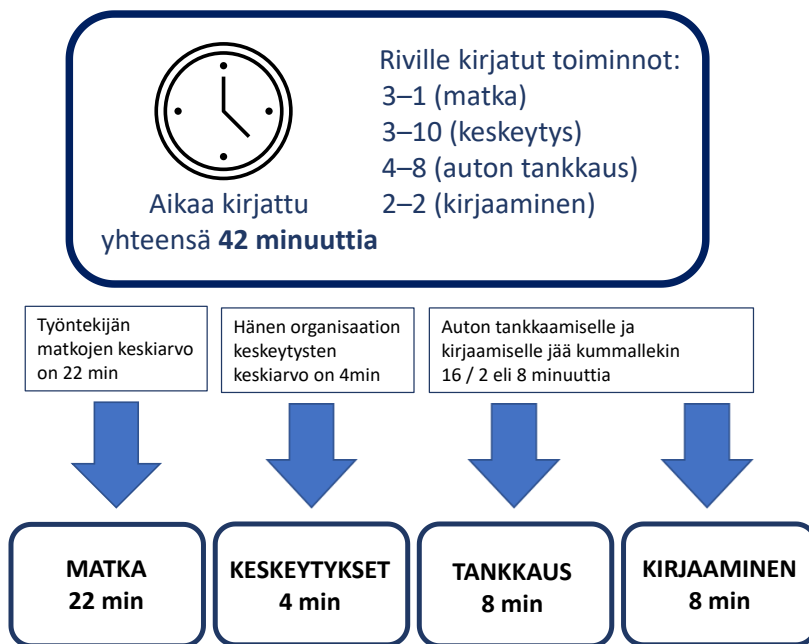 Aikaa kirjattu
yhteensä 42 minuuttia
Riville kirjatut toiminnot:
3–1 (matka)
3–10 (keskeytys)
4–8 (auton tankkaus)
2–2 (kirjaaminen)
Työntekijän
matkojen keskiarvo
on 22 min
Hänen organisaation
keskeytysten
keskiarvo on 4min
Auton tankkaamiselle ja
kirjaamiselle jää kummallekin
16 / 2 eli 8 minuuttia
MATKA
22 min
KESKEYTYKSET
4 min
TANKKAUS
8 min
KIRJAAMINEN
8 min